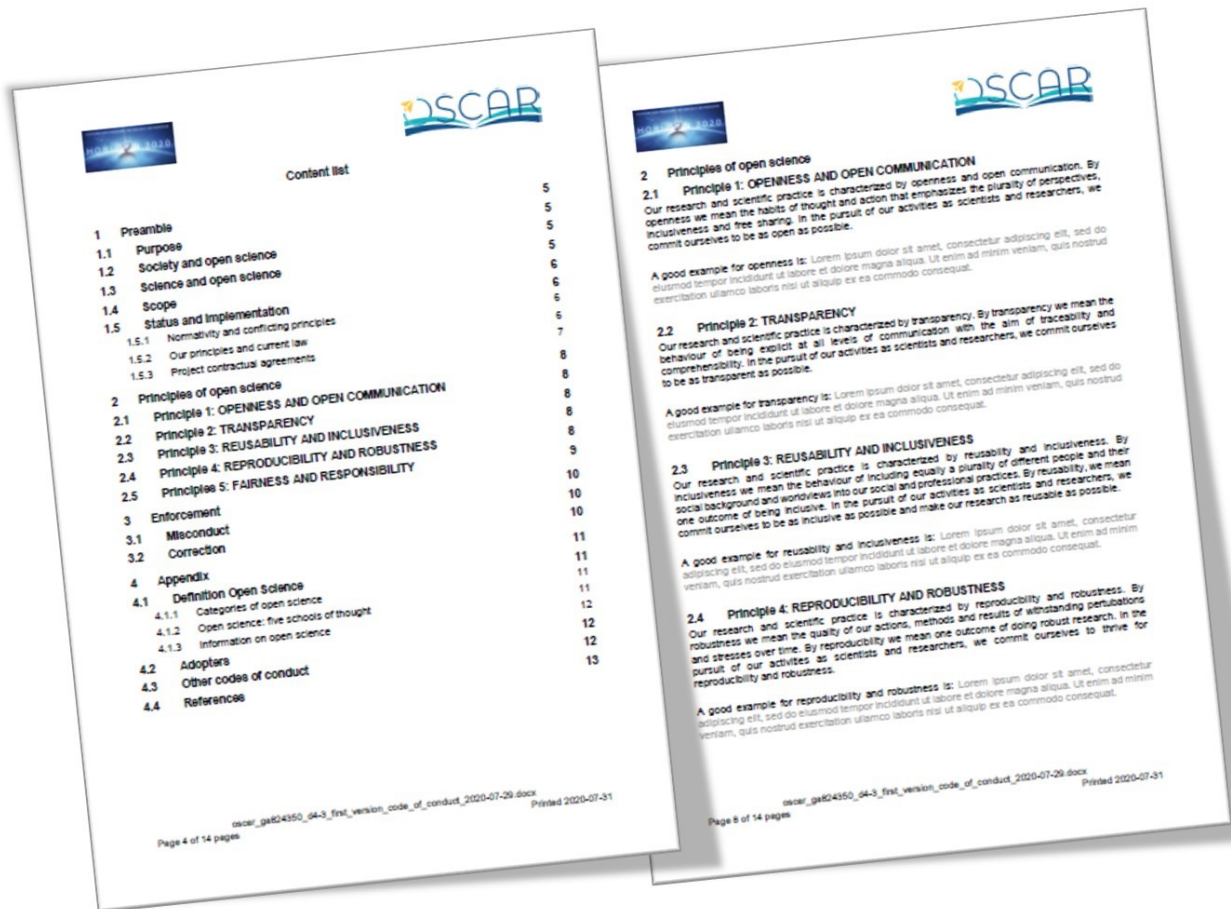 HORIZON 2020
OSCAR
Content list
1 Preamble 5
1.1 Purpose 5
1.2 Society and open science 5
1.3 Science and open science 5
1.4 Scope 6
1.5 Status and Implementation 6
1.5.1 Normativity and conflicting principles 6
1.5.2 Our principles and current law 6
1.5.3 Project contractual agreements 7
2 Principles of open science 8
2.1 Principle 1: OPENNESS AND OPEN COMMUNICATION 8
2.2 Principle 2: TRANSPARENCY 8
2.3 Principle 3: REUSABILITY AND INCLUSIVENESS 8
2.4 Principle 4: REPRODUCIBILITY AND ROBUSTNESS 8
2.5 Principles 5: FAIRNESS AND RESPONSIBILITY 9
3 Enforcement 10
3.1 Misconduct 10
3.2 Correction 10
4 Appendix 11
4.1 Definition Open Science 11
4.1.1 Categories of open science 11
4.1.2 Open science: five schools of thought 11
4.1.3 Information on open science 12
4.2 Adopters 12
4.3 Other codes of conduct 12
4.4 References 13
oscar_ga824350_d4-3_first_version_code_of_conduct_2020-07-29.docx
Page 4 of 14 pages Printed 2020-07-31
HORIZON 2020
OSCAR
2 Principles of open science
2.1 Principle 1: OPENNESS AND OPEN COMMUNICATION
Our research and scientific practice is characterized by openness and open communication. By
openness we mean the habits of thought and action that emphasizes the plurality of perspectives,
inclusiveness and free sharing. In the pursuit of our activities as scientists and researchers, we
commit ourselves to be as open as possible.
A good example for openness is: Lorem ipsum dolor sit amet, consectetur adipiscing elit, sed do
eiusmod tempor incididunt ut labore et dolore magna aliqua. Ut enim ad minim veniam, quis nostrud
exercitation ullamco laboris nisi ut aliquip ex ea commodo consequat.
2.2 Principle 2: TRANSPARENCY
Our research and scientific practice is characterized by transparency. By transparency we mean the
behaviour of being explicit at all levels of communication with the aim of traceability and
comprehensibility. In the pursuit of our activities as scientists and researchers, we commit ourselves
to be as transparent as possible.
A good example for transparency is: Lorem ipsum dolor sit amet, consectetur adipiscing elit, sed do
eiusmod tempor incididunt ut labore et dolore magna aliqua. Ut enim ad minim veniam, quis nostrud
exercitation ullamco laboris nisi ut aliquip ex ea commodo consequat.
2.3 Principle 3: REUSABILITY AND INCLUSIVENESS
Our research and scientific practice is characterized by reusability and inclusiveness. By
inclusiveness we mean the behaviour of including equally a plurality of different people and their
social background and worldviews into our social and professional practices. By reusability, we mean
one outcome of being inclusive. In the pursuit of our activities as scientists and researchers, we
commit ourselves to be as inclusive as possible and make our research as reusable as possible.
A good example for reusability and inclusiveness is: Lorem ipsum dolor sit amet, consectetur
adipiscing elit, sed do eiusmod tempor incididunt ut labore et dolore magna aliqua. Ut enim ad minim
veniam, quis nostrud exercitation ullamco laboris nisi ut aliquip ex ea commodo consequat.
2.4 Principle 4: REPRODUCIBILITY AND ROBUSTNESS
Our research and scientific practice is characterized by reproducibility and robustness. By
robustness we mean the quality of our actions, methods and results of withstanding pertubations
and stresses over time. By reproducibility we mean one outcome of doing robust research. In the
pursuit of our activites as scientists and researchers, we commit ourselves to thrive for
reproducibility and robustness.
A good example for reproducibility and robustness is: Lorem ipsum dolor sit amet, consectetur
adipiscing elit, sed do eiusmod tempor incididunt ut labore et dolore magna aliqua. Ut enim ad minim
veniam, quis nostrud exercitation ullamco laboris nisi ut aliquip ex ea commodo consequat.
oscar_ga824350_d4-3_first_version_code_of_conduct_2020-07-29.docx
Page 8 of 14 pages Printed 2020-07-31